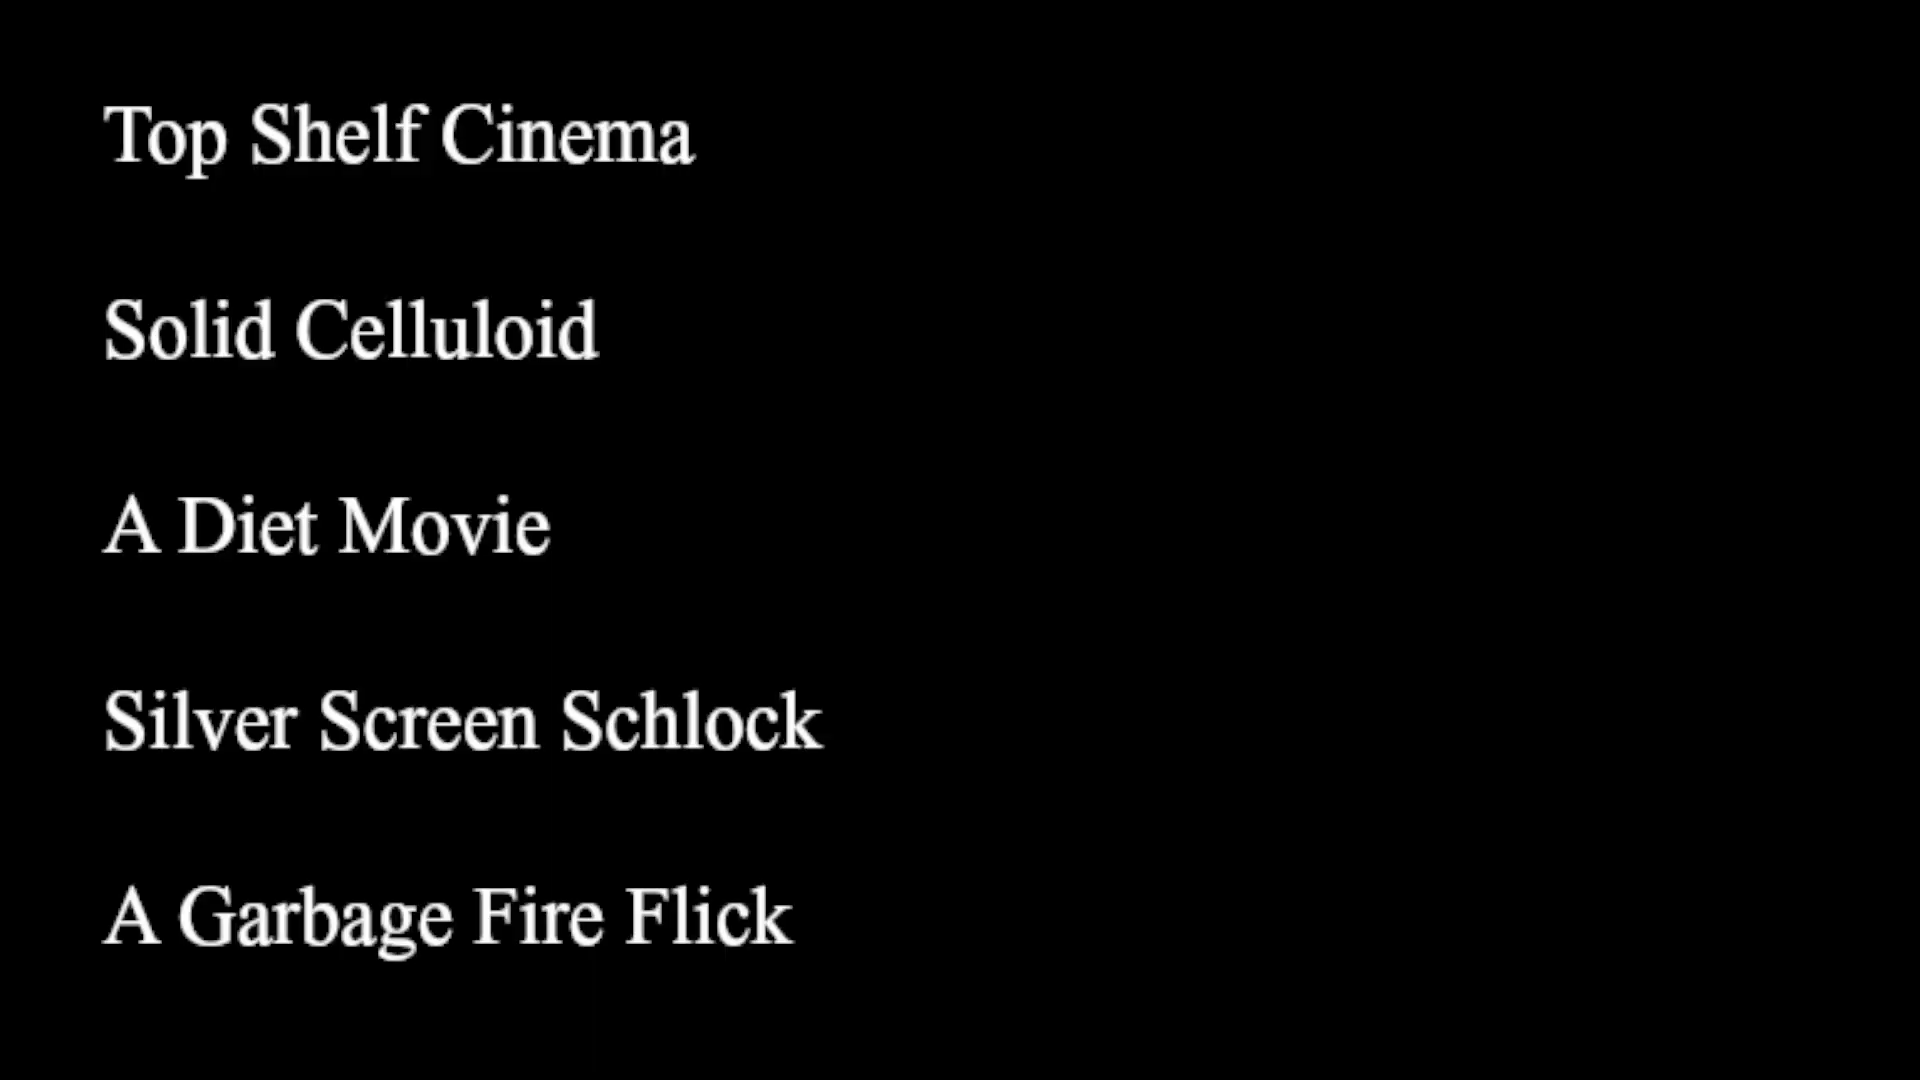 Top Shelf Cinema
Solid Celluloid
A Diet Movie
Silver Screen Schlock
A Garbage Fire Flick